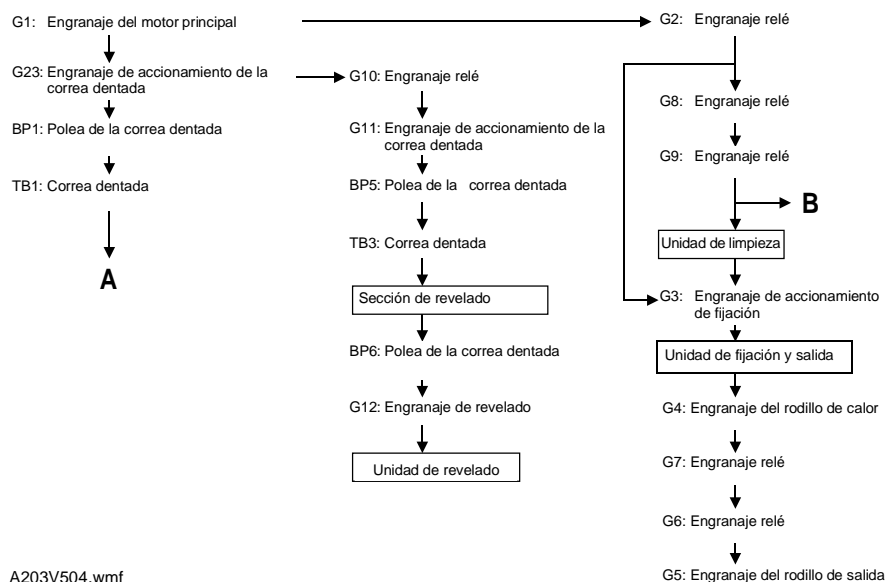 G1: Engranaje del motor principal
G23: Engranaje de accionamiento de la
correa dentada
BP1: Polea de la correa dentada
TB1: Correa dentada
A
G10: Engranaje relé
G11: Engranaje de accionamiento de la
correa dentada
BP5: Polea de la correa dentada
TB3: Correa dentada
Sección de revelado
BP6: Polea de la correa dentada
G12: Engranaje de revelado
Unidad de revelado
G2: Engranaje relé
G8: Engranaje relé
G9: Engranaje relé
B
Unidad de limpieza
G3: Engranaje de accionamiento
de fijación
Unidad de fijación y salida
G4: Engranaje del rodillo de calor
G7: Engranaje relé
G6: Engranaje relé
G5: Engranaje del rodillo de salida
A203V504.wmf